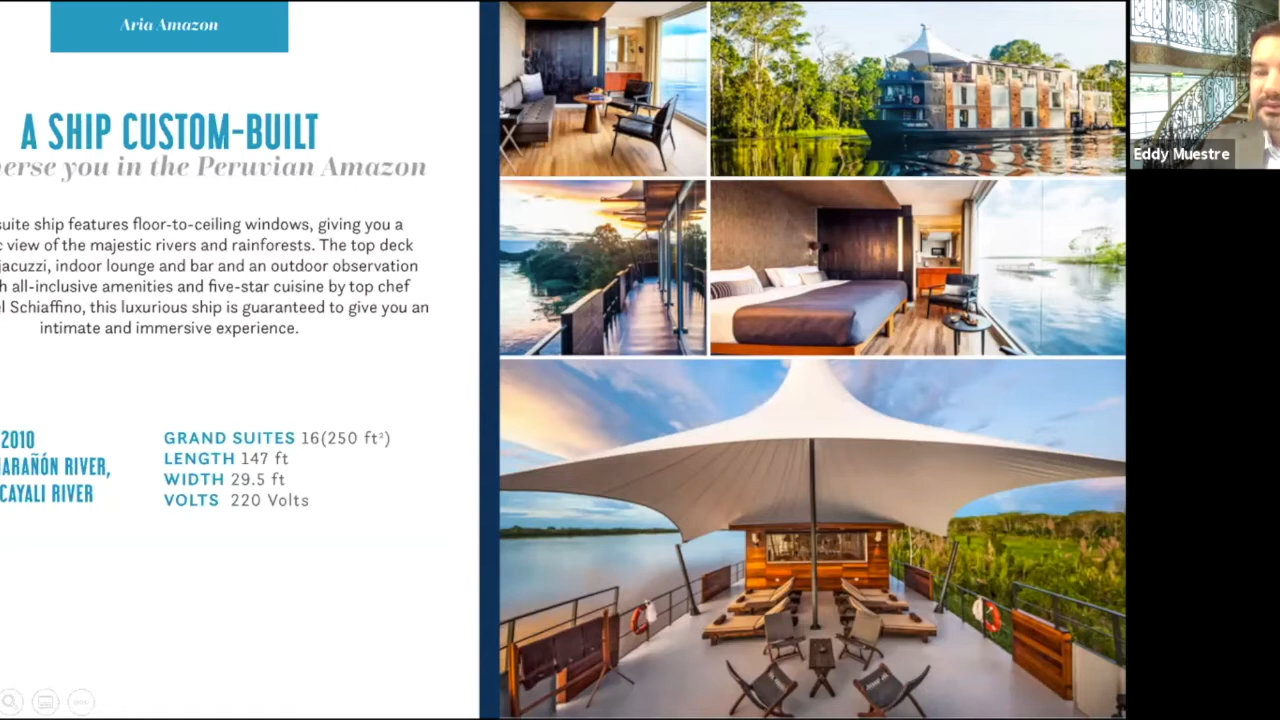 Aria Amazon
A SHIP CUSTOM-BUILT
erse you in the Peruvian Amazon
suite ship features floor-to-ceiling windows, giving you a
c view of the majestic rivers and rainforests. The top deck
jacuzzi, indoor lounge and bar and an outdoor observation
h all-inclusive amenities and five-star cuisine by top chef
l Schiaffino, this luxurious ship is guaranteed to give you an
intimate and immersive experience.
2010
ARAÑÓN RIVER,
CAYALI RIVER
GRAND SUITES 16(250 ft²)
LENGTH 147 ft
WIDTH 29.5 ft
VOLTS 220 Volts
Eddy Muestre